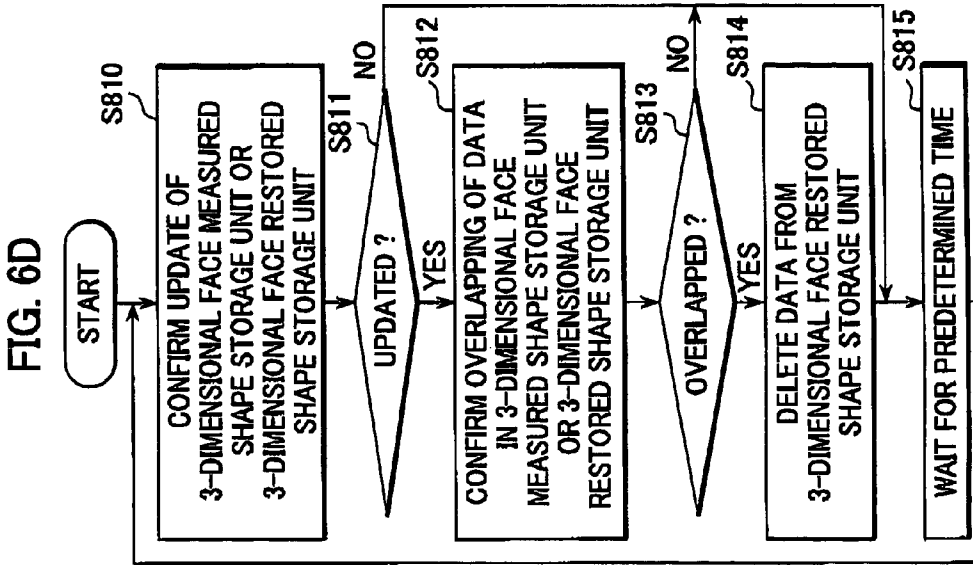 FIG. 6D
START
S810
CONFIRM UPDATE OF
3-DIMENSIONAL FACE MEASURED
SHAPE STORAGE UNIT OR
3-DIMENSIONAL FACE RESTORED
SHAPE STORAGE UNIT
S811
UPDATED ?
NO
YES
S812
CONFIRM OVERLAPPING OF DATA
IN 3-DIMENSIONAL FACE
MEASURED SHAPE STORAGE UNIT
OR 3-DIMENSIONAL FACE
RESTORED SHAPE STORAGE UNIT
S813
OVERLAPPED ?
NO
YES
S814
DELETE DATA FROM
3-DIMENSIONAL FACE RESTORED
SHAPE STORAGE UNIT
S815
WAIT FOR PREDETERMINED TIME